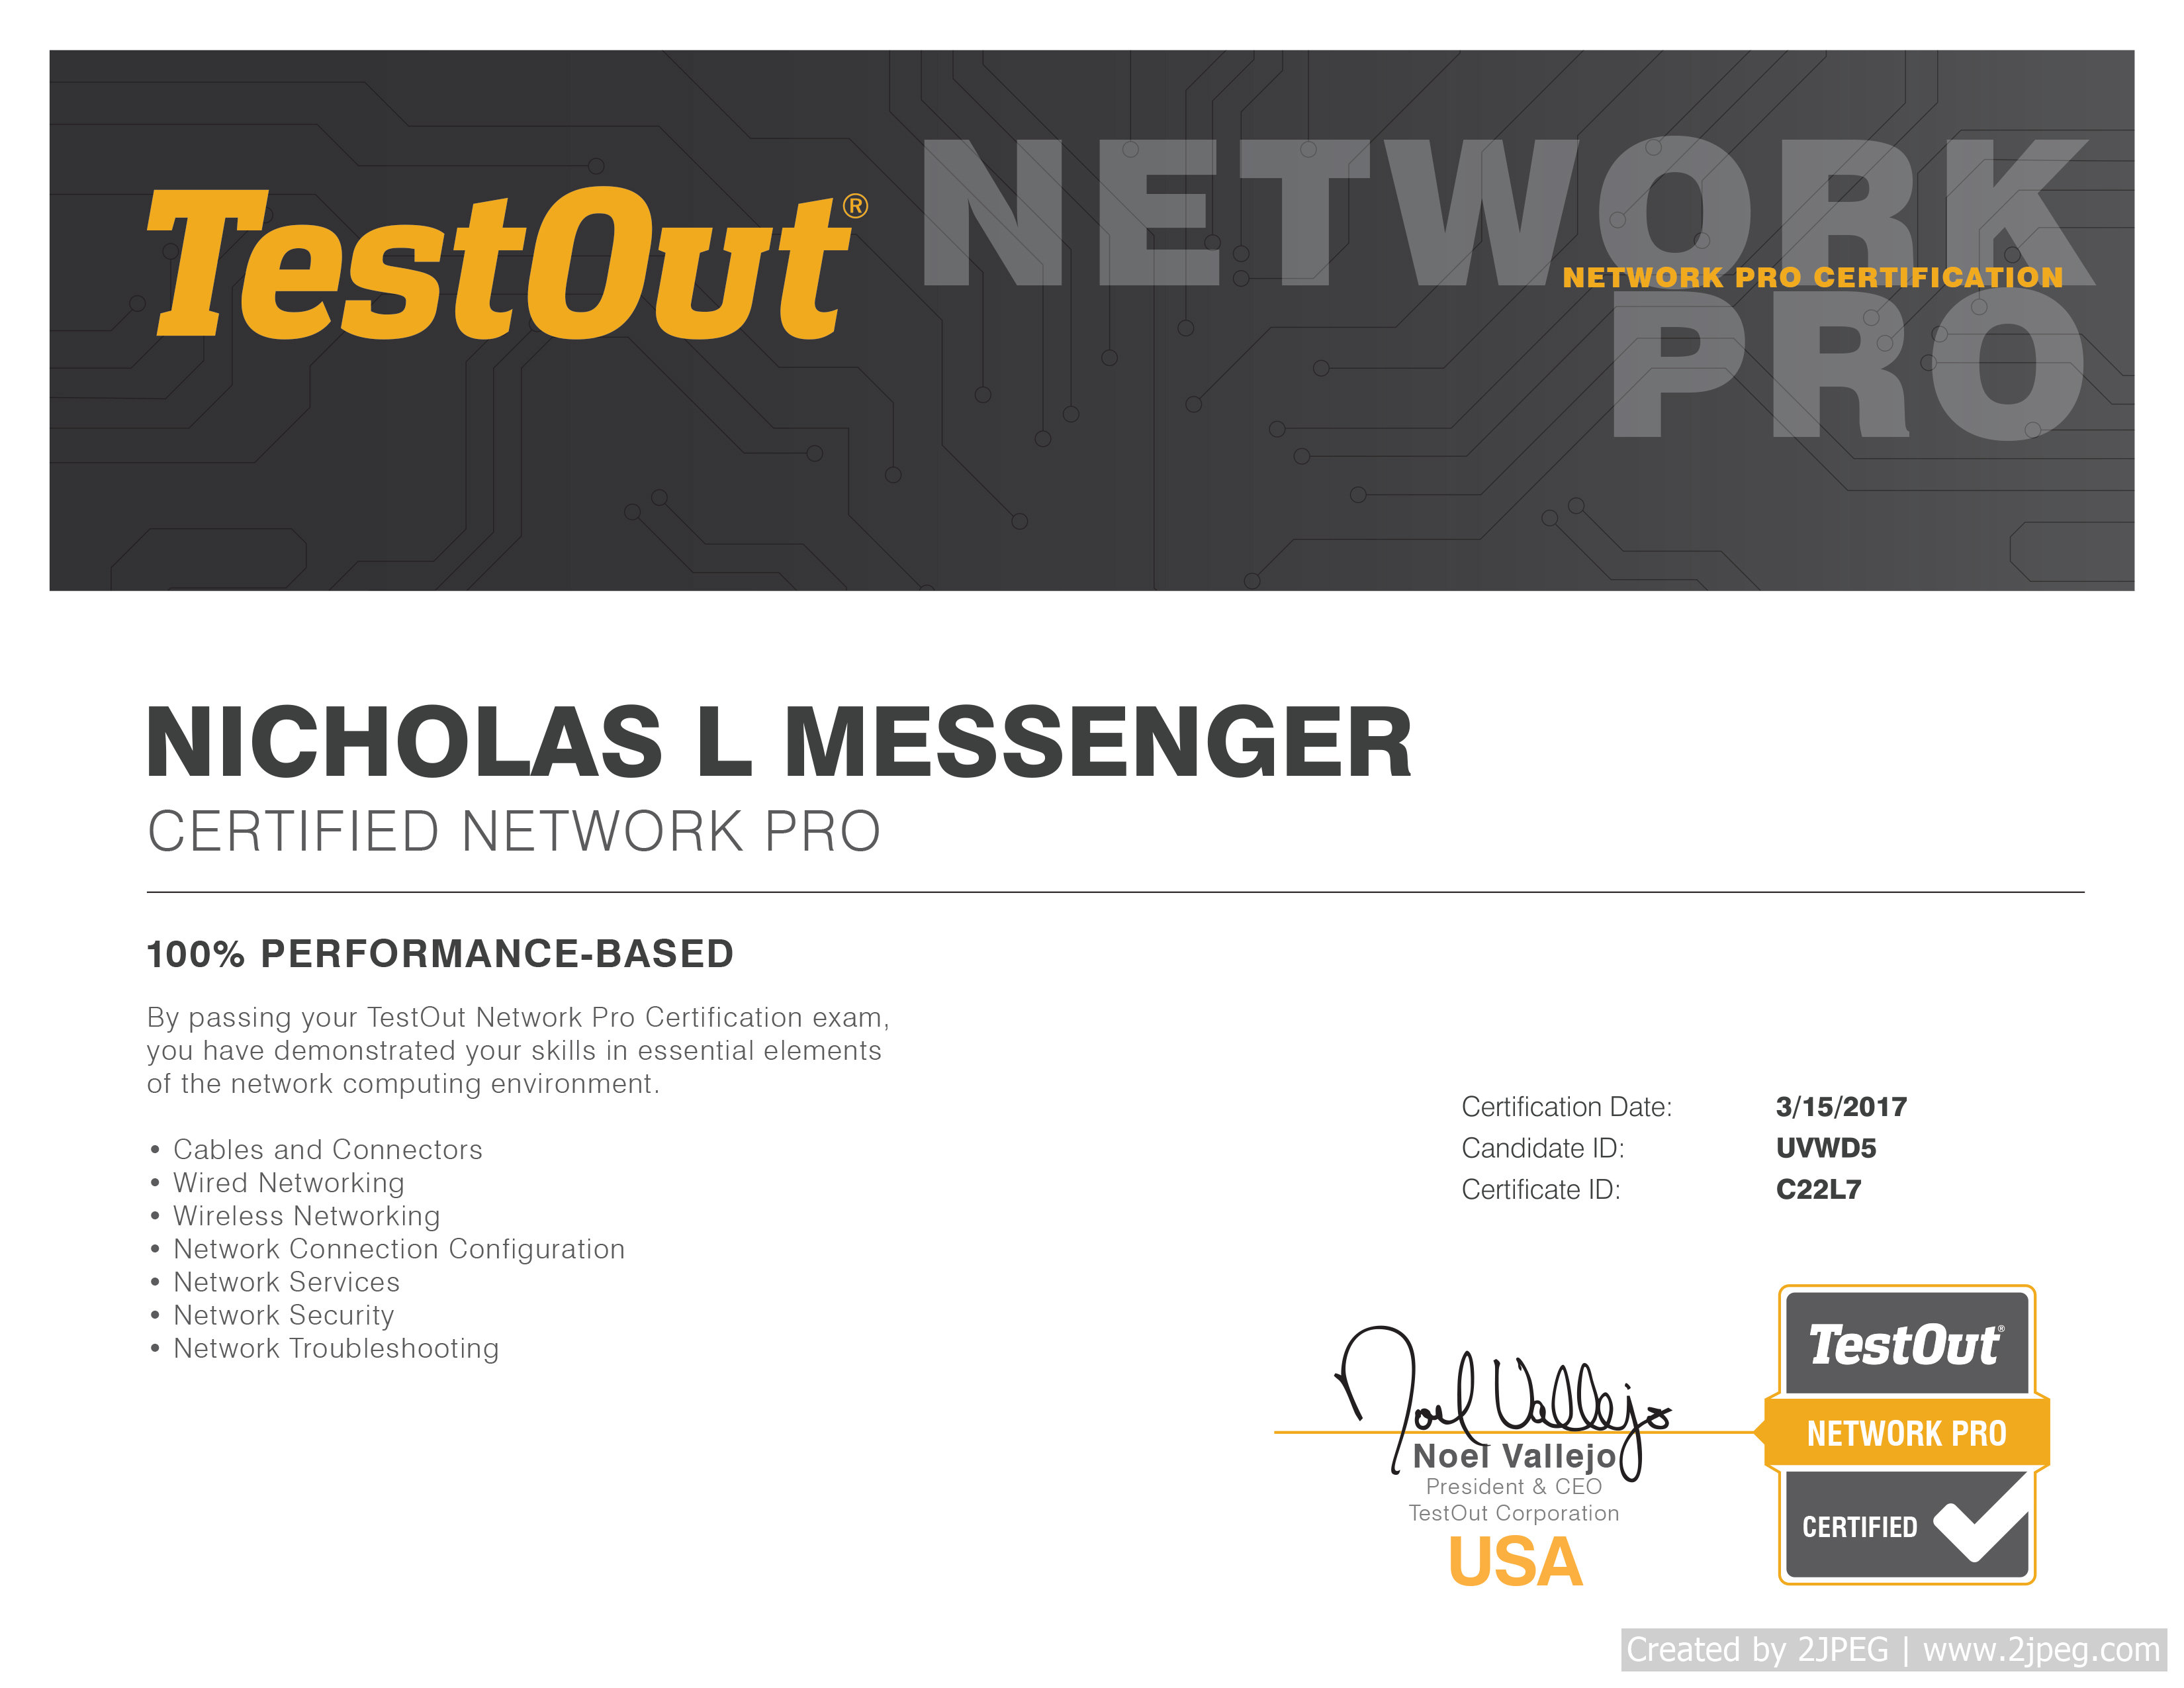 TestOut®
NETWORK
NETWORK PRO CERTIFICATION
PRO
NICHOLAS L MESSENGER
CERTIFIED NETWORK PRO
100% PERFORMANCE-BASED
By passing your TestOut Network Pro Certification exam,
you have demonstrated your skills in essential elements
of the network computing environment.
• Cables and Connectors
• Wired Networking
• Wireless Networking
• Network Connection Configuration
• Network Services
• Network Security
• Network Troubleshooting
Certification Date: 3/15/2017
Candidate ID: UVWD5
Certificate ID: C22L7
Noel Vallejo
Noel Vallejo
President & CEO
TestOut Corporation
USA
TestOut®
NETWORK PRO
CERTIFIED
Created by 2JPEG | www.2jpeg.com